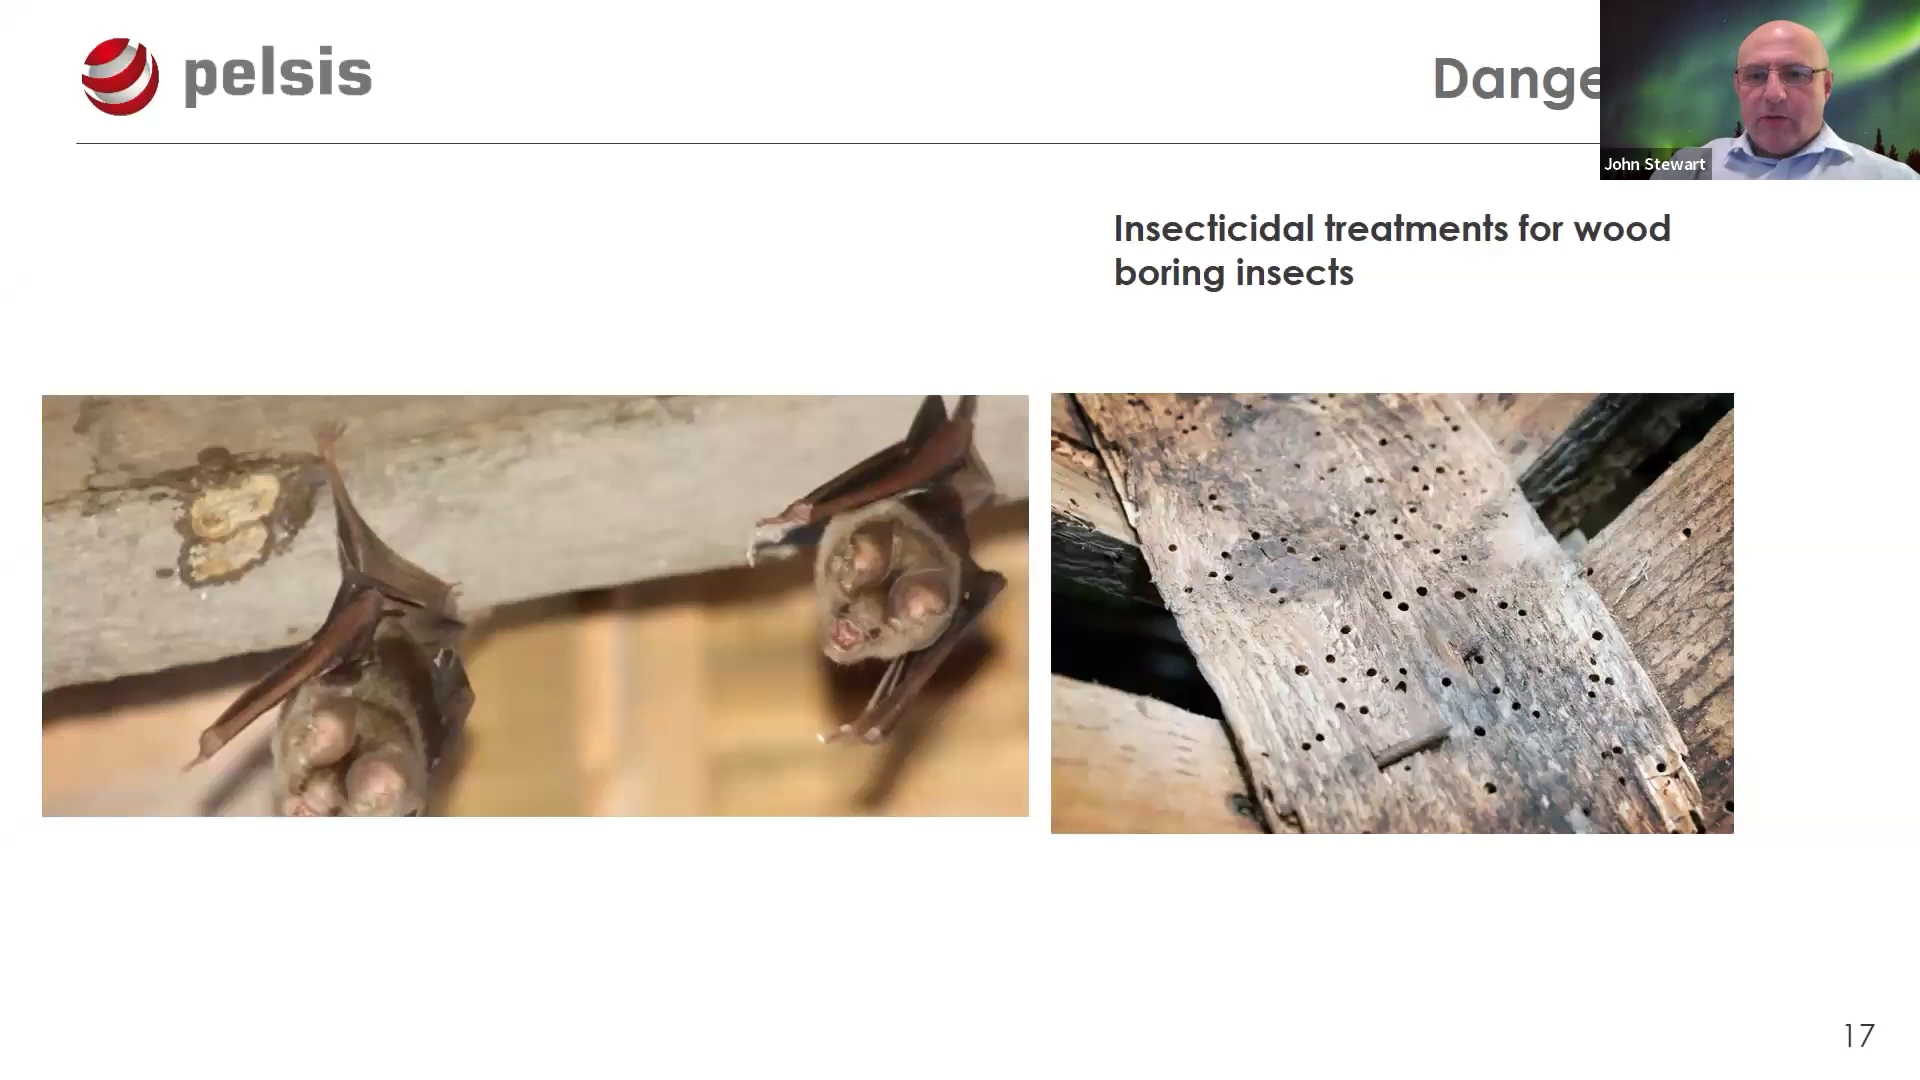 pelsis
Dange
John Stewart
Insecticidal treatments for wood
boring insects
17